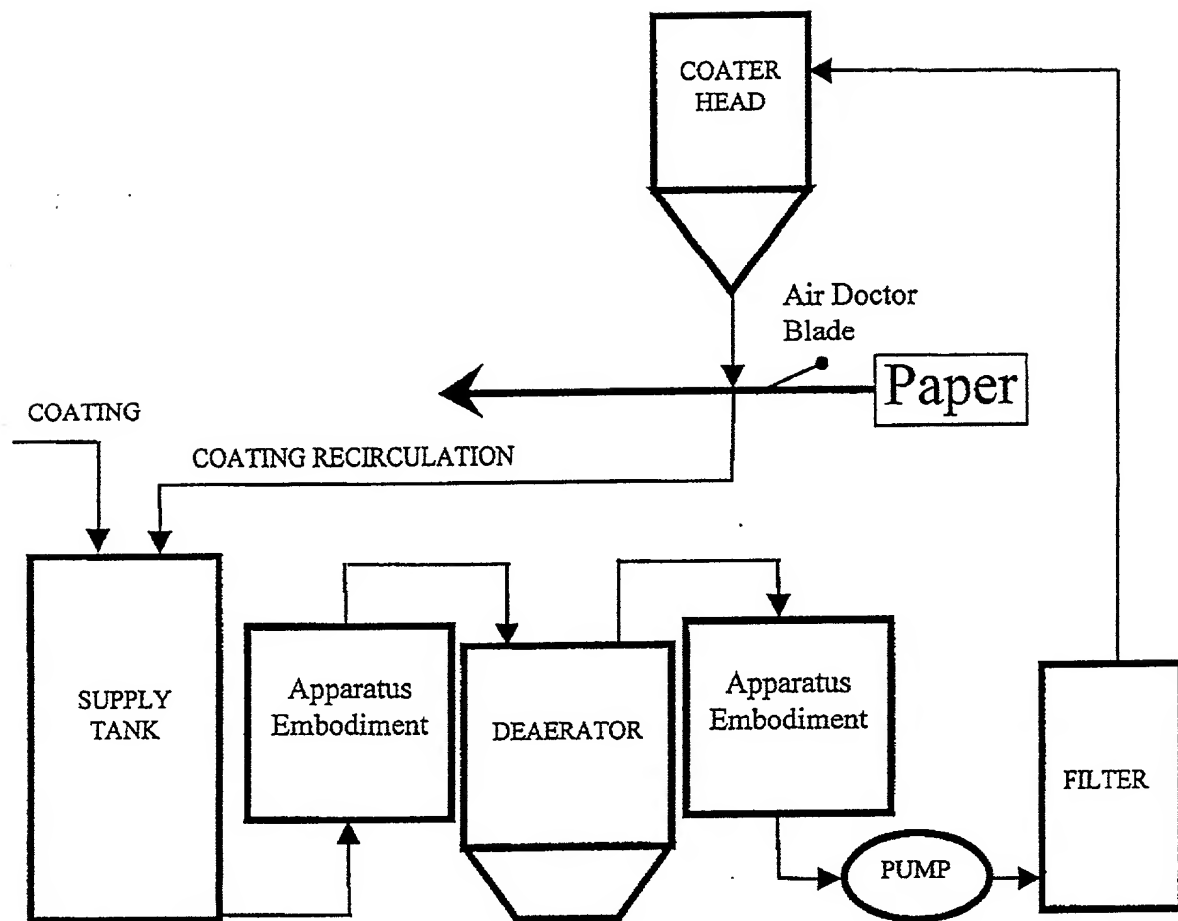 COATER
HEAD
Air Doctor
Blade
Paper
COATING
COATING RECIRCULATION
SUPPLY
TANK
Apparatus
Embodiment
DEAERATOR
Apparatus
Embodiment
PUMP
FILTER